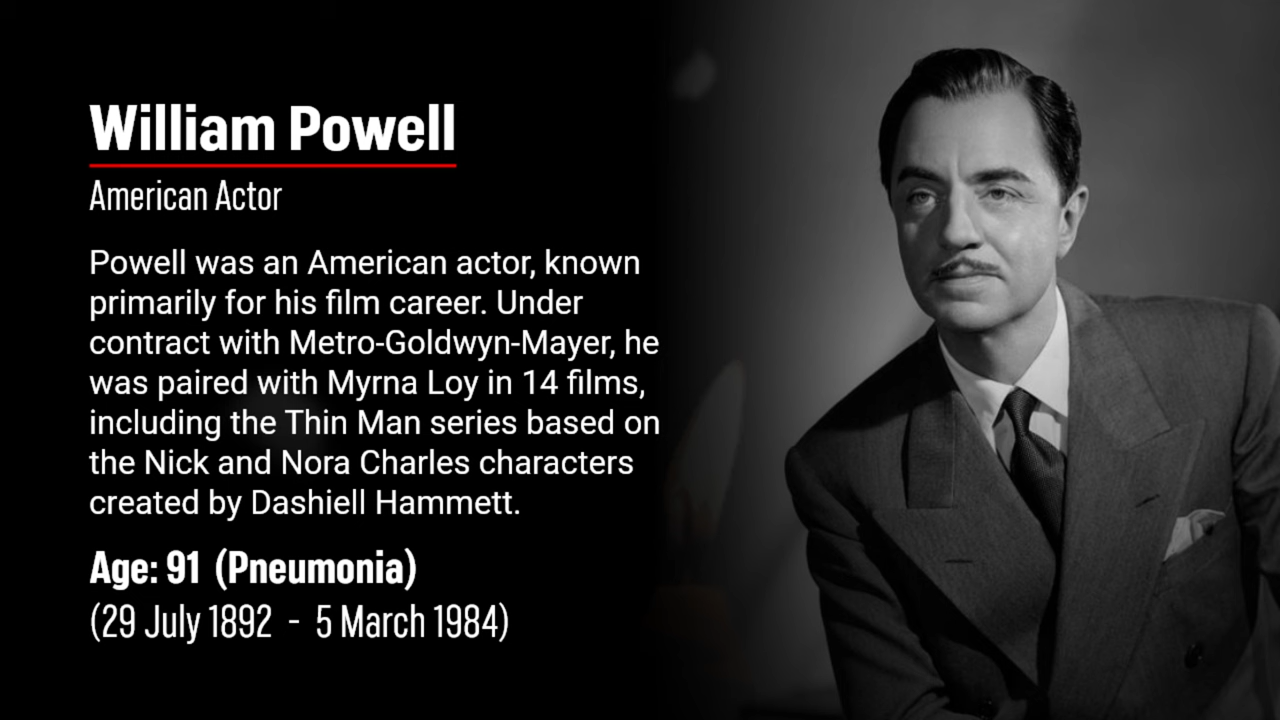 William Powell
American Actor
Powell was an American actor, known
primarily for his film career. Under
contract with Metro-Goldwyn-Mayer, he
was paired with Myrna Loy in 14 films,
including the Thin Man series based on
the Nick and Nora Charles characters
created by Dashiell Hammett.
Age: 91 (Pneumonia)
(29 July 1892 - 5 March 1984)